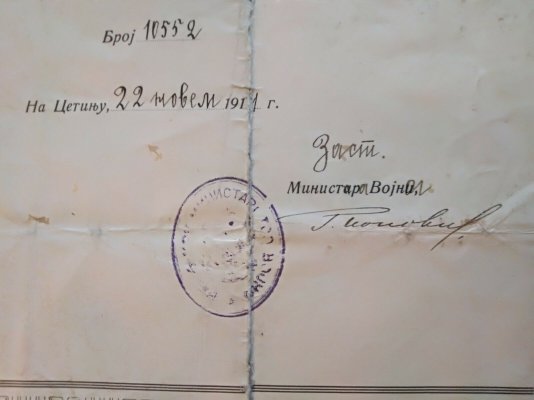 Број 10552
На Цетињу, 22 новем 1911 г.
Заст.
Министар Војни,